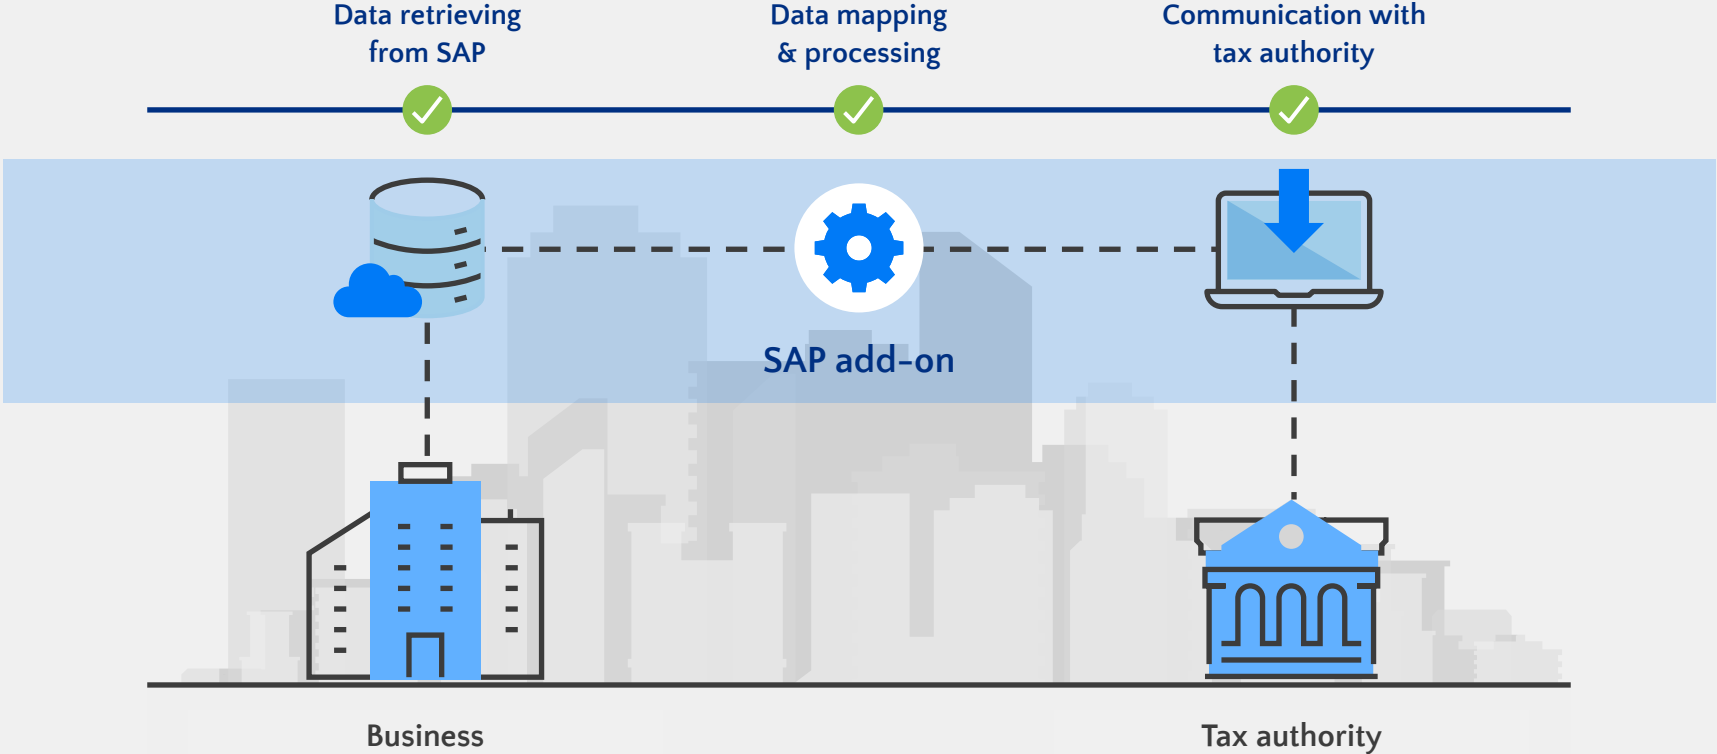 Data retrieving
from SAP
Data mapping
& processing
Communication with
tax authority
SAP add-on
Business
Tax authority